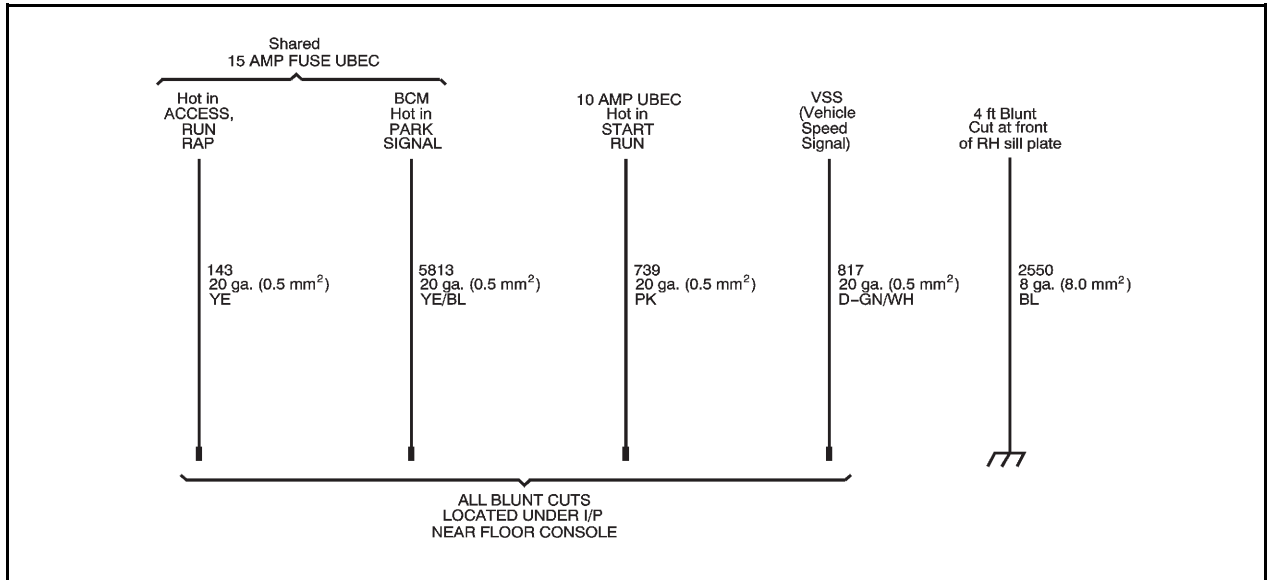 Shared
15 AMP FUSE UBEC
Hot in
ACCESS,
RUN
RAP
BCM
Hot in
PARK
SIGNAL
10 AMP UBEC
Hot in
START
RUN
VSS
(Vehicle
Speed
Signal)
4 ft Blunt
Cut at front
of RH sill plate
143
20 ga. (0.5 mm²)
YE
5813
20 ga. (0.5 mm²)
YE/BL
739
20 ga. (0.5 mm²)
PK
817
20 ga. (0.5 mm²)
D-GN/WH
2550
8 ga. (8.0 mm²)
BL
ALL BLUNT CUTS
LOCATED UNDER I/P
NEAR FLOOR CONSOLE